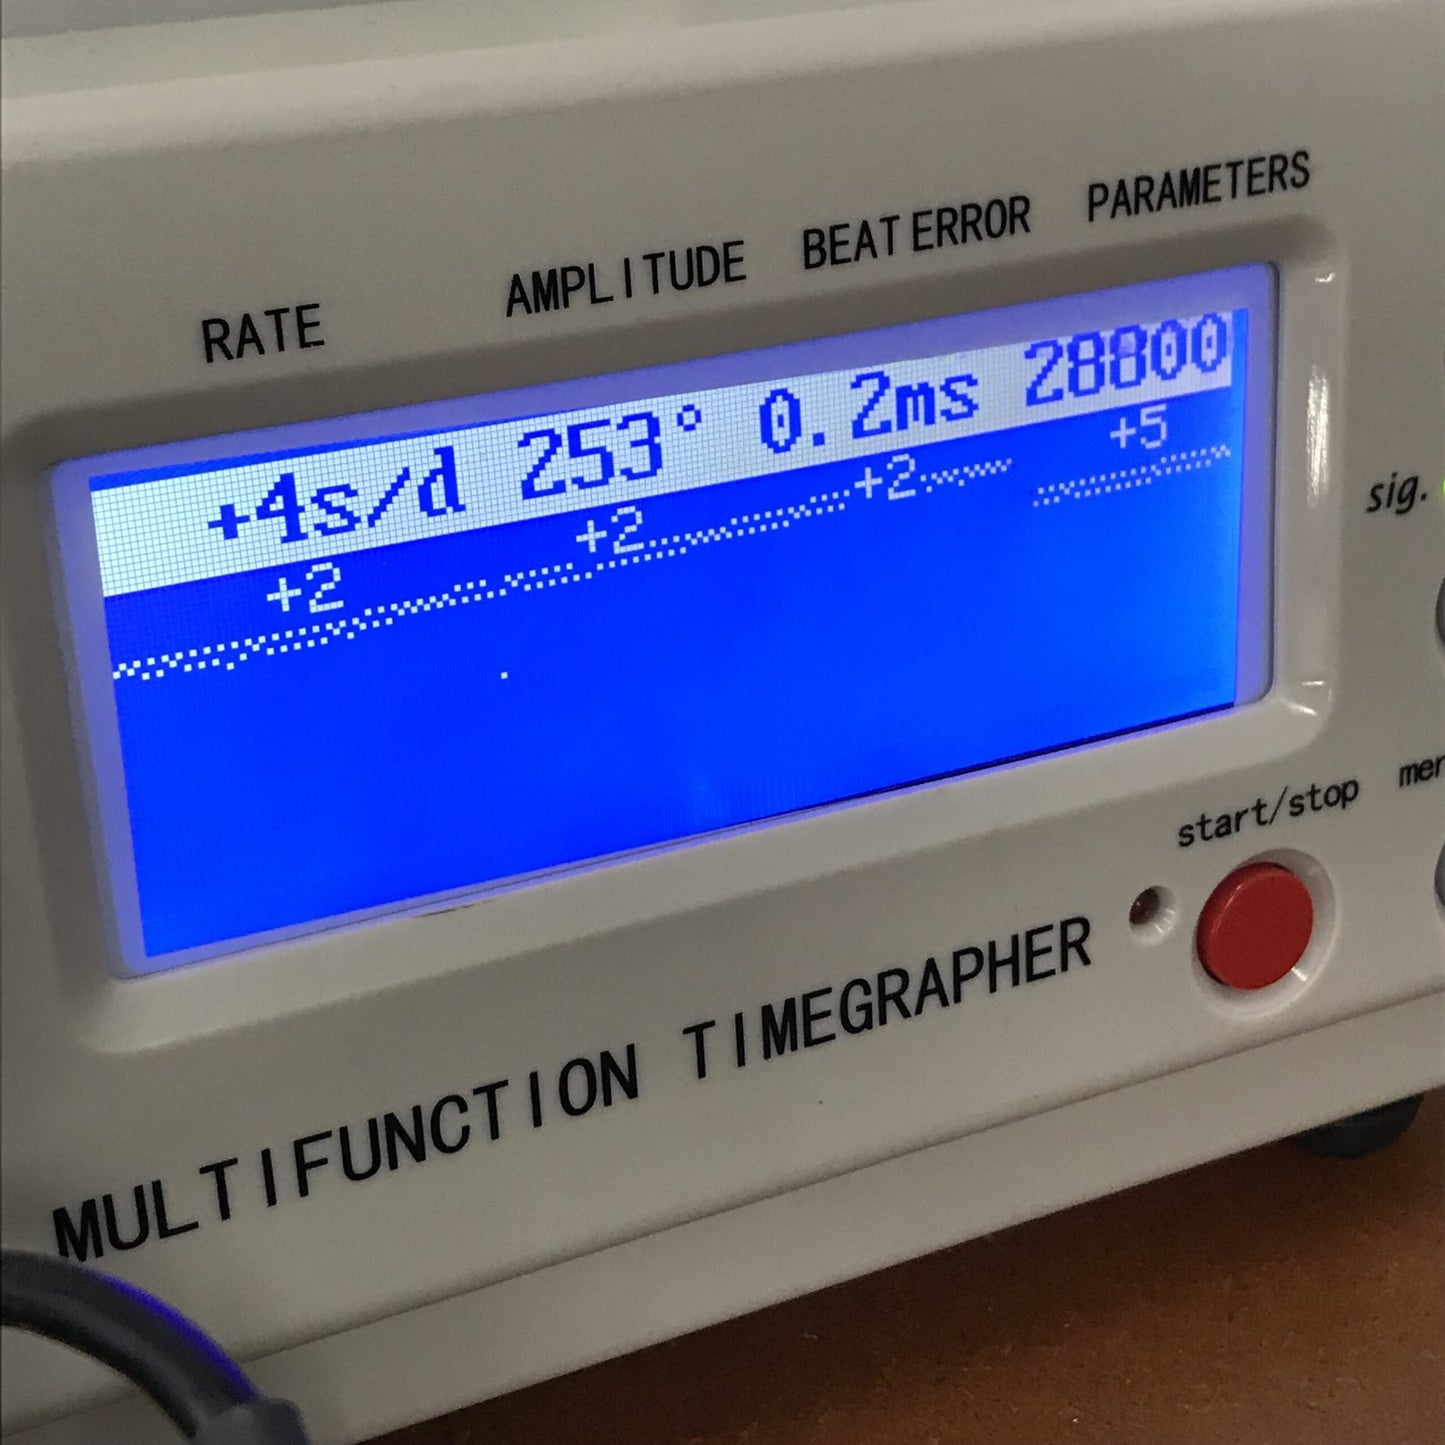 RATE AMPLITUDE BEAT ERROR PARAMETERS
+4s/d 253° 0.2ms 28800
+2 +2 +2 +5
sig.
start/stop
MULTIFUNCTION TIMEGRAPHER